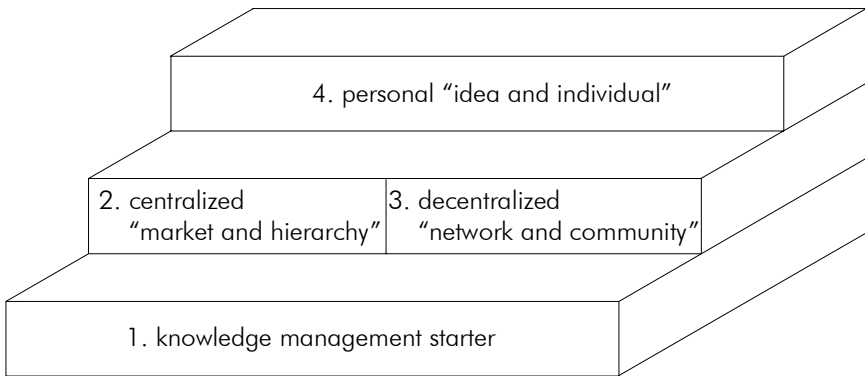 4. personal “idea and individual”
2. centralized
“market and hierarchy”
3. decentralized
“network and community”
1. knowledge management starter